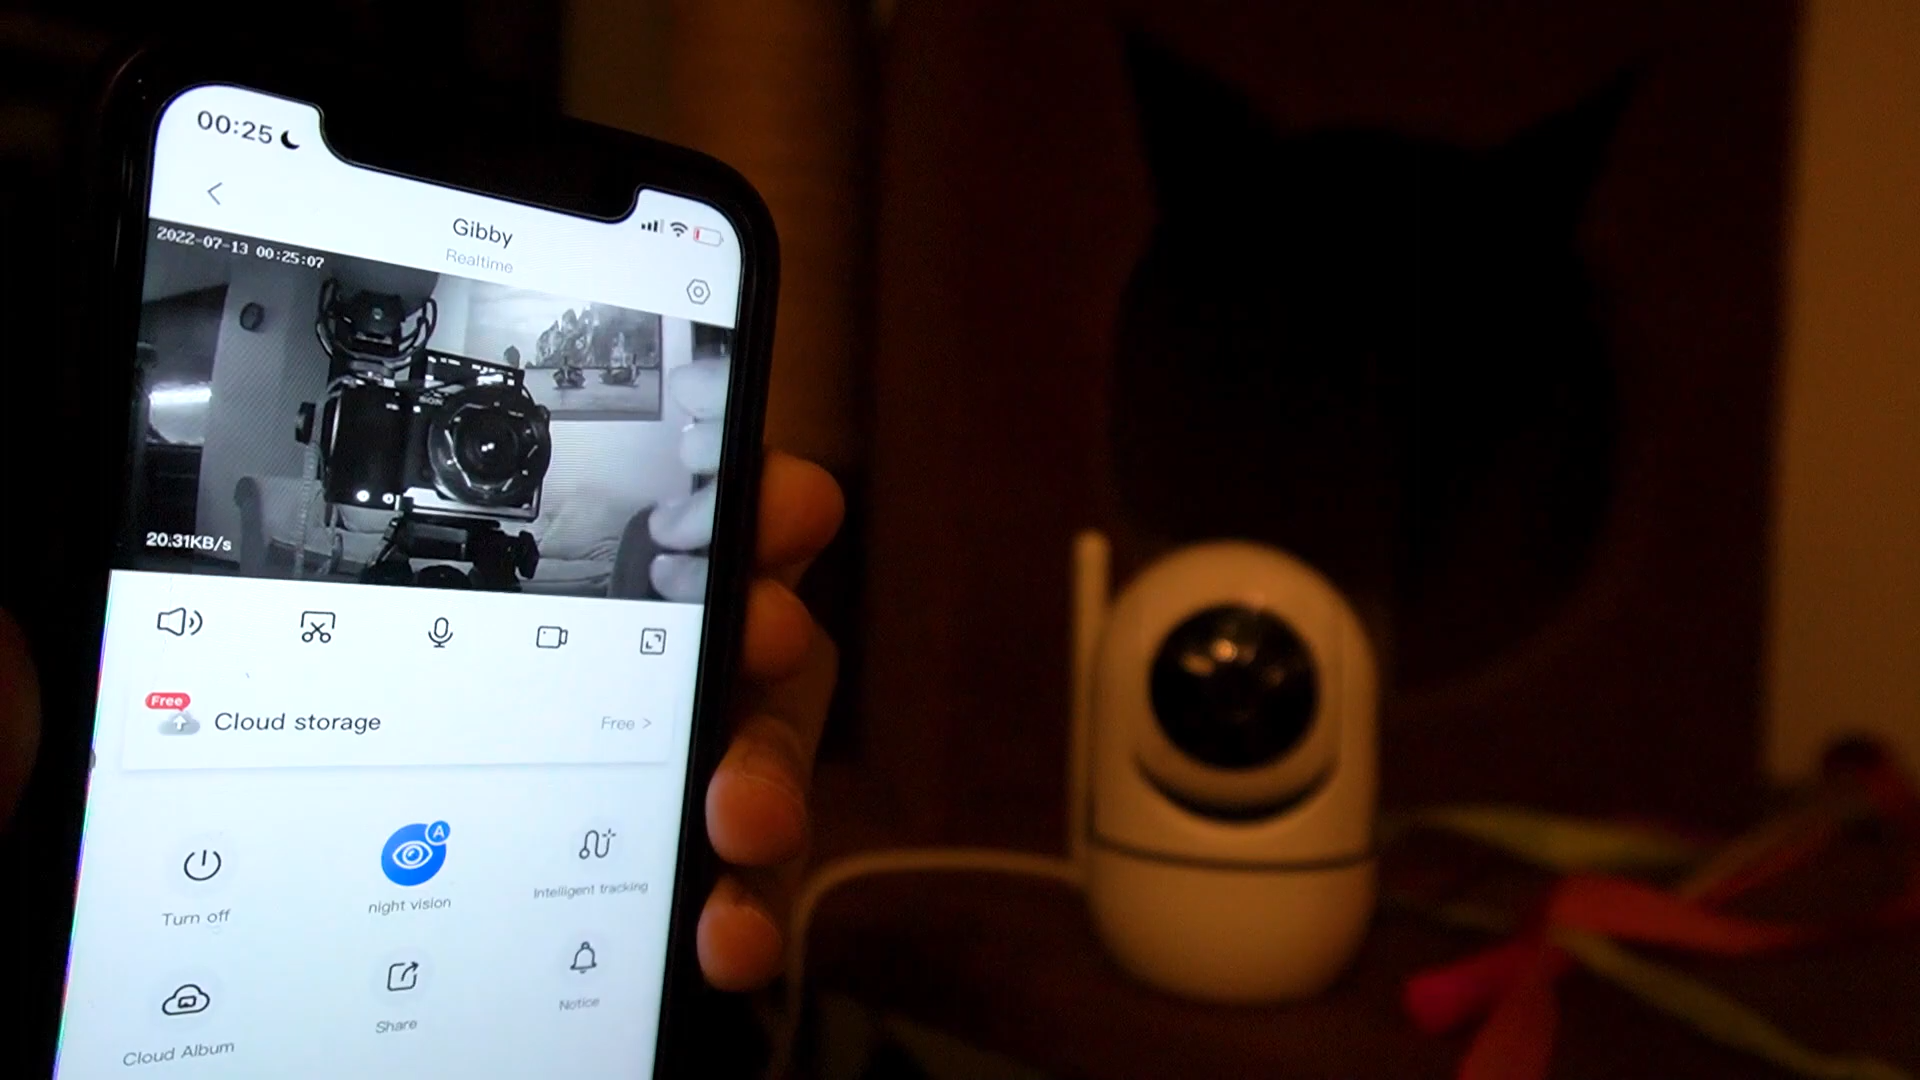 00:25
Gibby
Realtime
2022-07-13 00:25:07
SONY
20.31KB/s
Free
Cloud storage
Free >
Turn off
night vision
A
Intelligent tracking
Cloud Album
Share
Notice